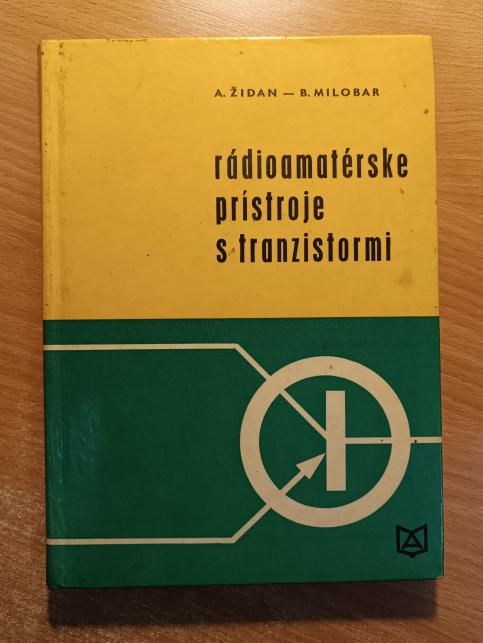 A. ŽIDAN — B. MILOBAR
rádioamatérske
prístroje
s tranzistormi